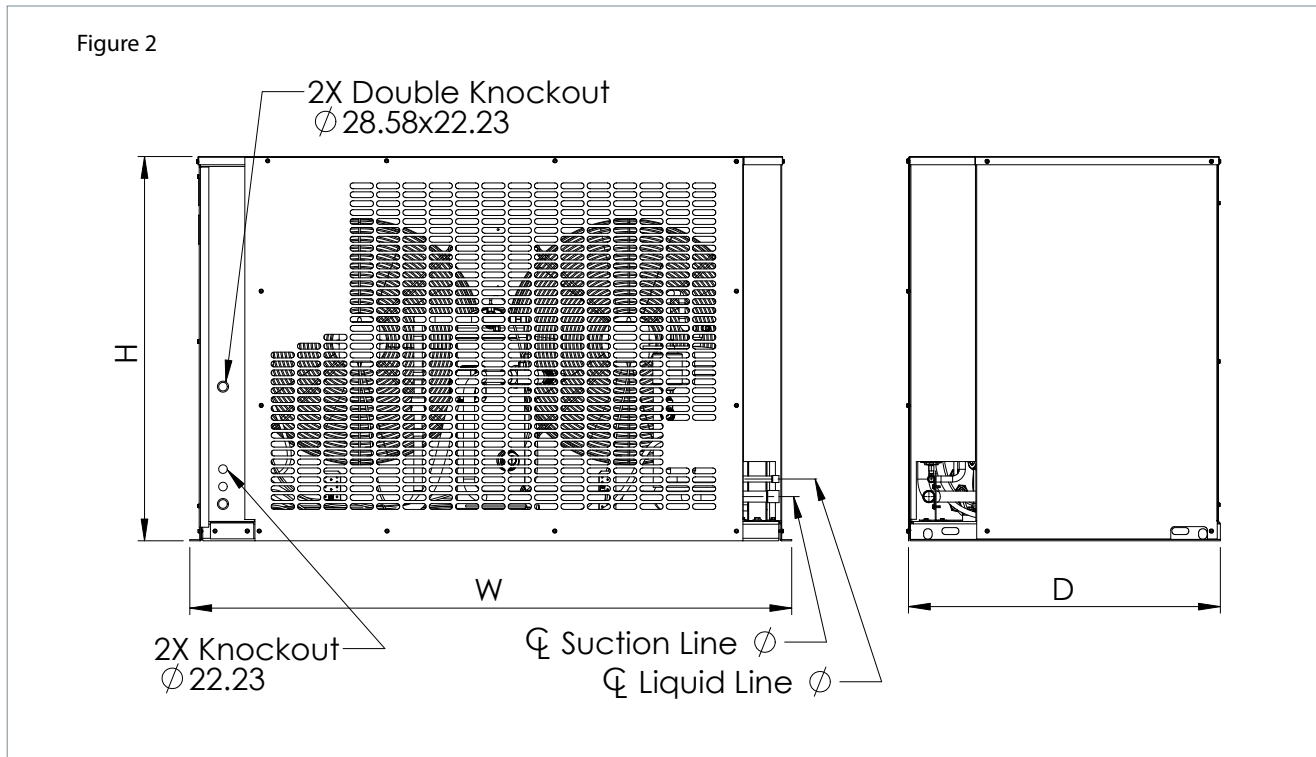 Figure 2
2X Double Knockout
∅ 28.58x22.23
H
W
D
2X Knockout
∅ 22.23
℄ Suction Line ∅
℄ Liquid Line ∅